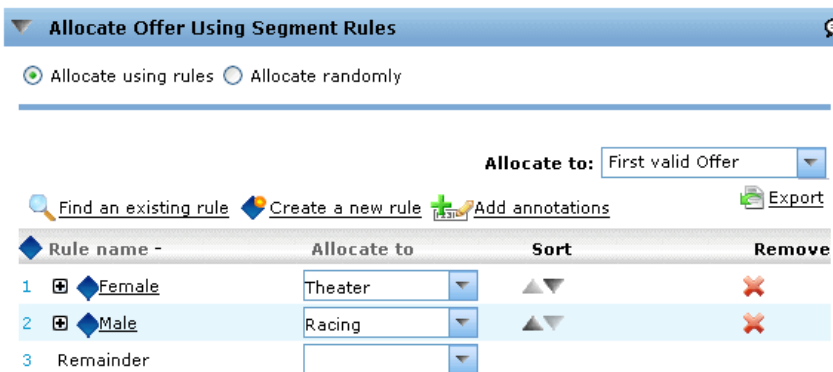 Allocate Offer Using Segment Rules
Allocate using rules Allocate randomly
Allocate to: First valid Offer
Find an existing rule Create a new rule Add annotations Export
Rule name - Allocate to Sort Remove
1 Female Theater
2 Male Racing
3 Remainder